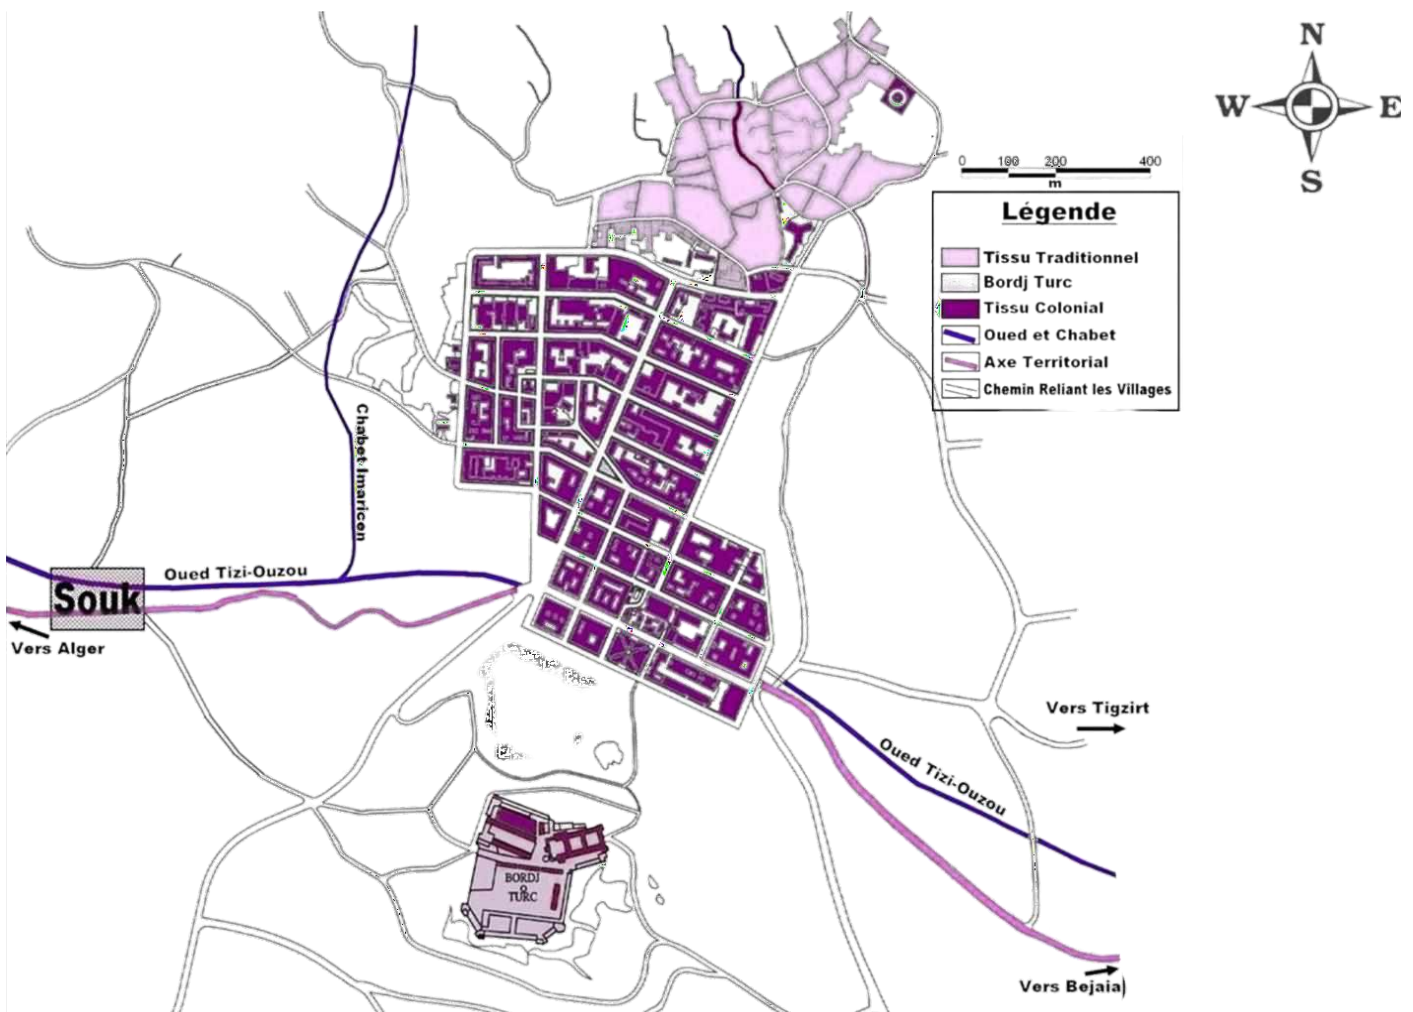 N
W E
S
0 100 200 400
m
Légende
Tissu Traditionnel
Bordj Turc
Tissu Colonial
Oued et Chabet
Axe Territorial
Chemin Reliant les Villages
Chabet Imaricen
Oued Tizi-Ouzou
Souk
Vers Alger
Vers Tigzirt
Oued Tizi-Ouzou
BORDJ
TURC
Vers Bejaia